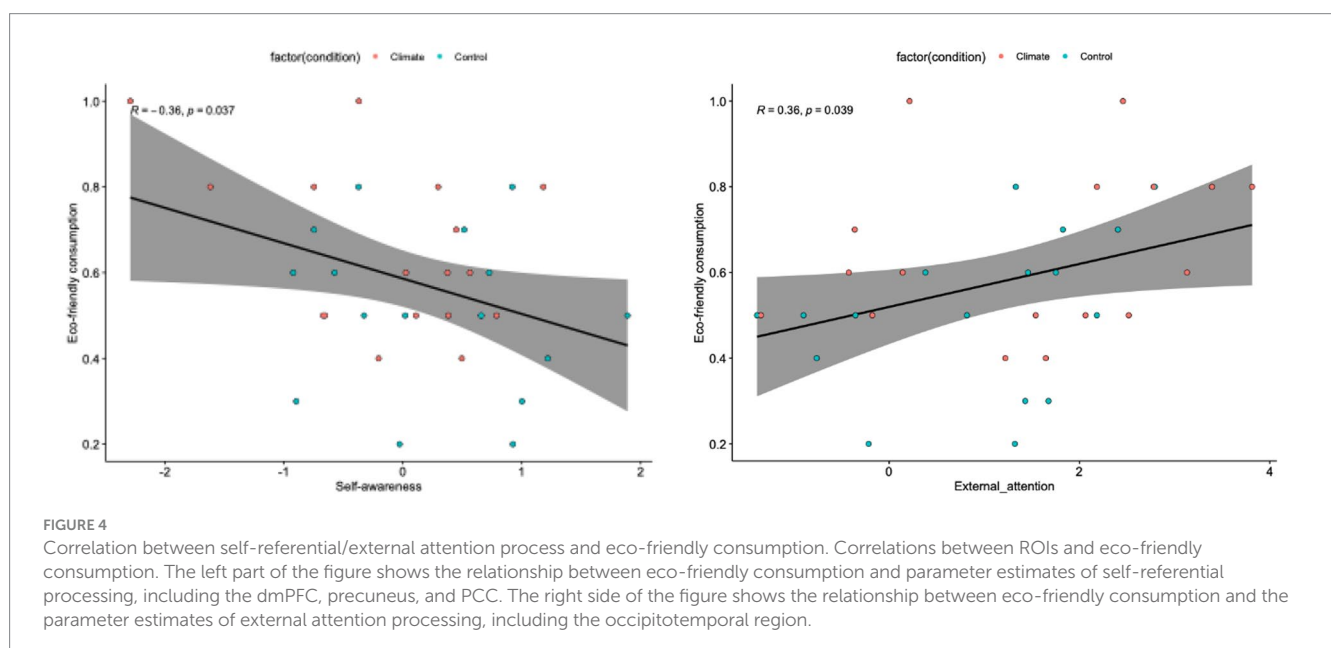 factor(condition) Climate Control
R = −0.36, p = 0.037
1.0
0.8
0.6
0.4
0.2
Eco-friendly consumption
-2 -1 0 1 2
Self-awareness
factor(condition) Climate Control
R = 0.36, p = 0.039
1.0
0.8
0.6
0.4
0.2
Eco-friendly consumption
0 2 4
External_attention
FIGURE 4
Correlation between self-referential/external attention process and eco-friendly consumption. Correlations between ROIs and eco-friendly
consumption. The left part of the figure shows the relationship between eco-friendly consumption and parameter estimates of self-referential
processing, including the dmPFC, precuneus, and PCC. The right side of the figure shows the relationship between eco-friendly consumption and the
parameter estimates of external attention processing, including the occipitotemporal region.